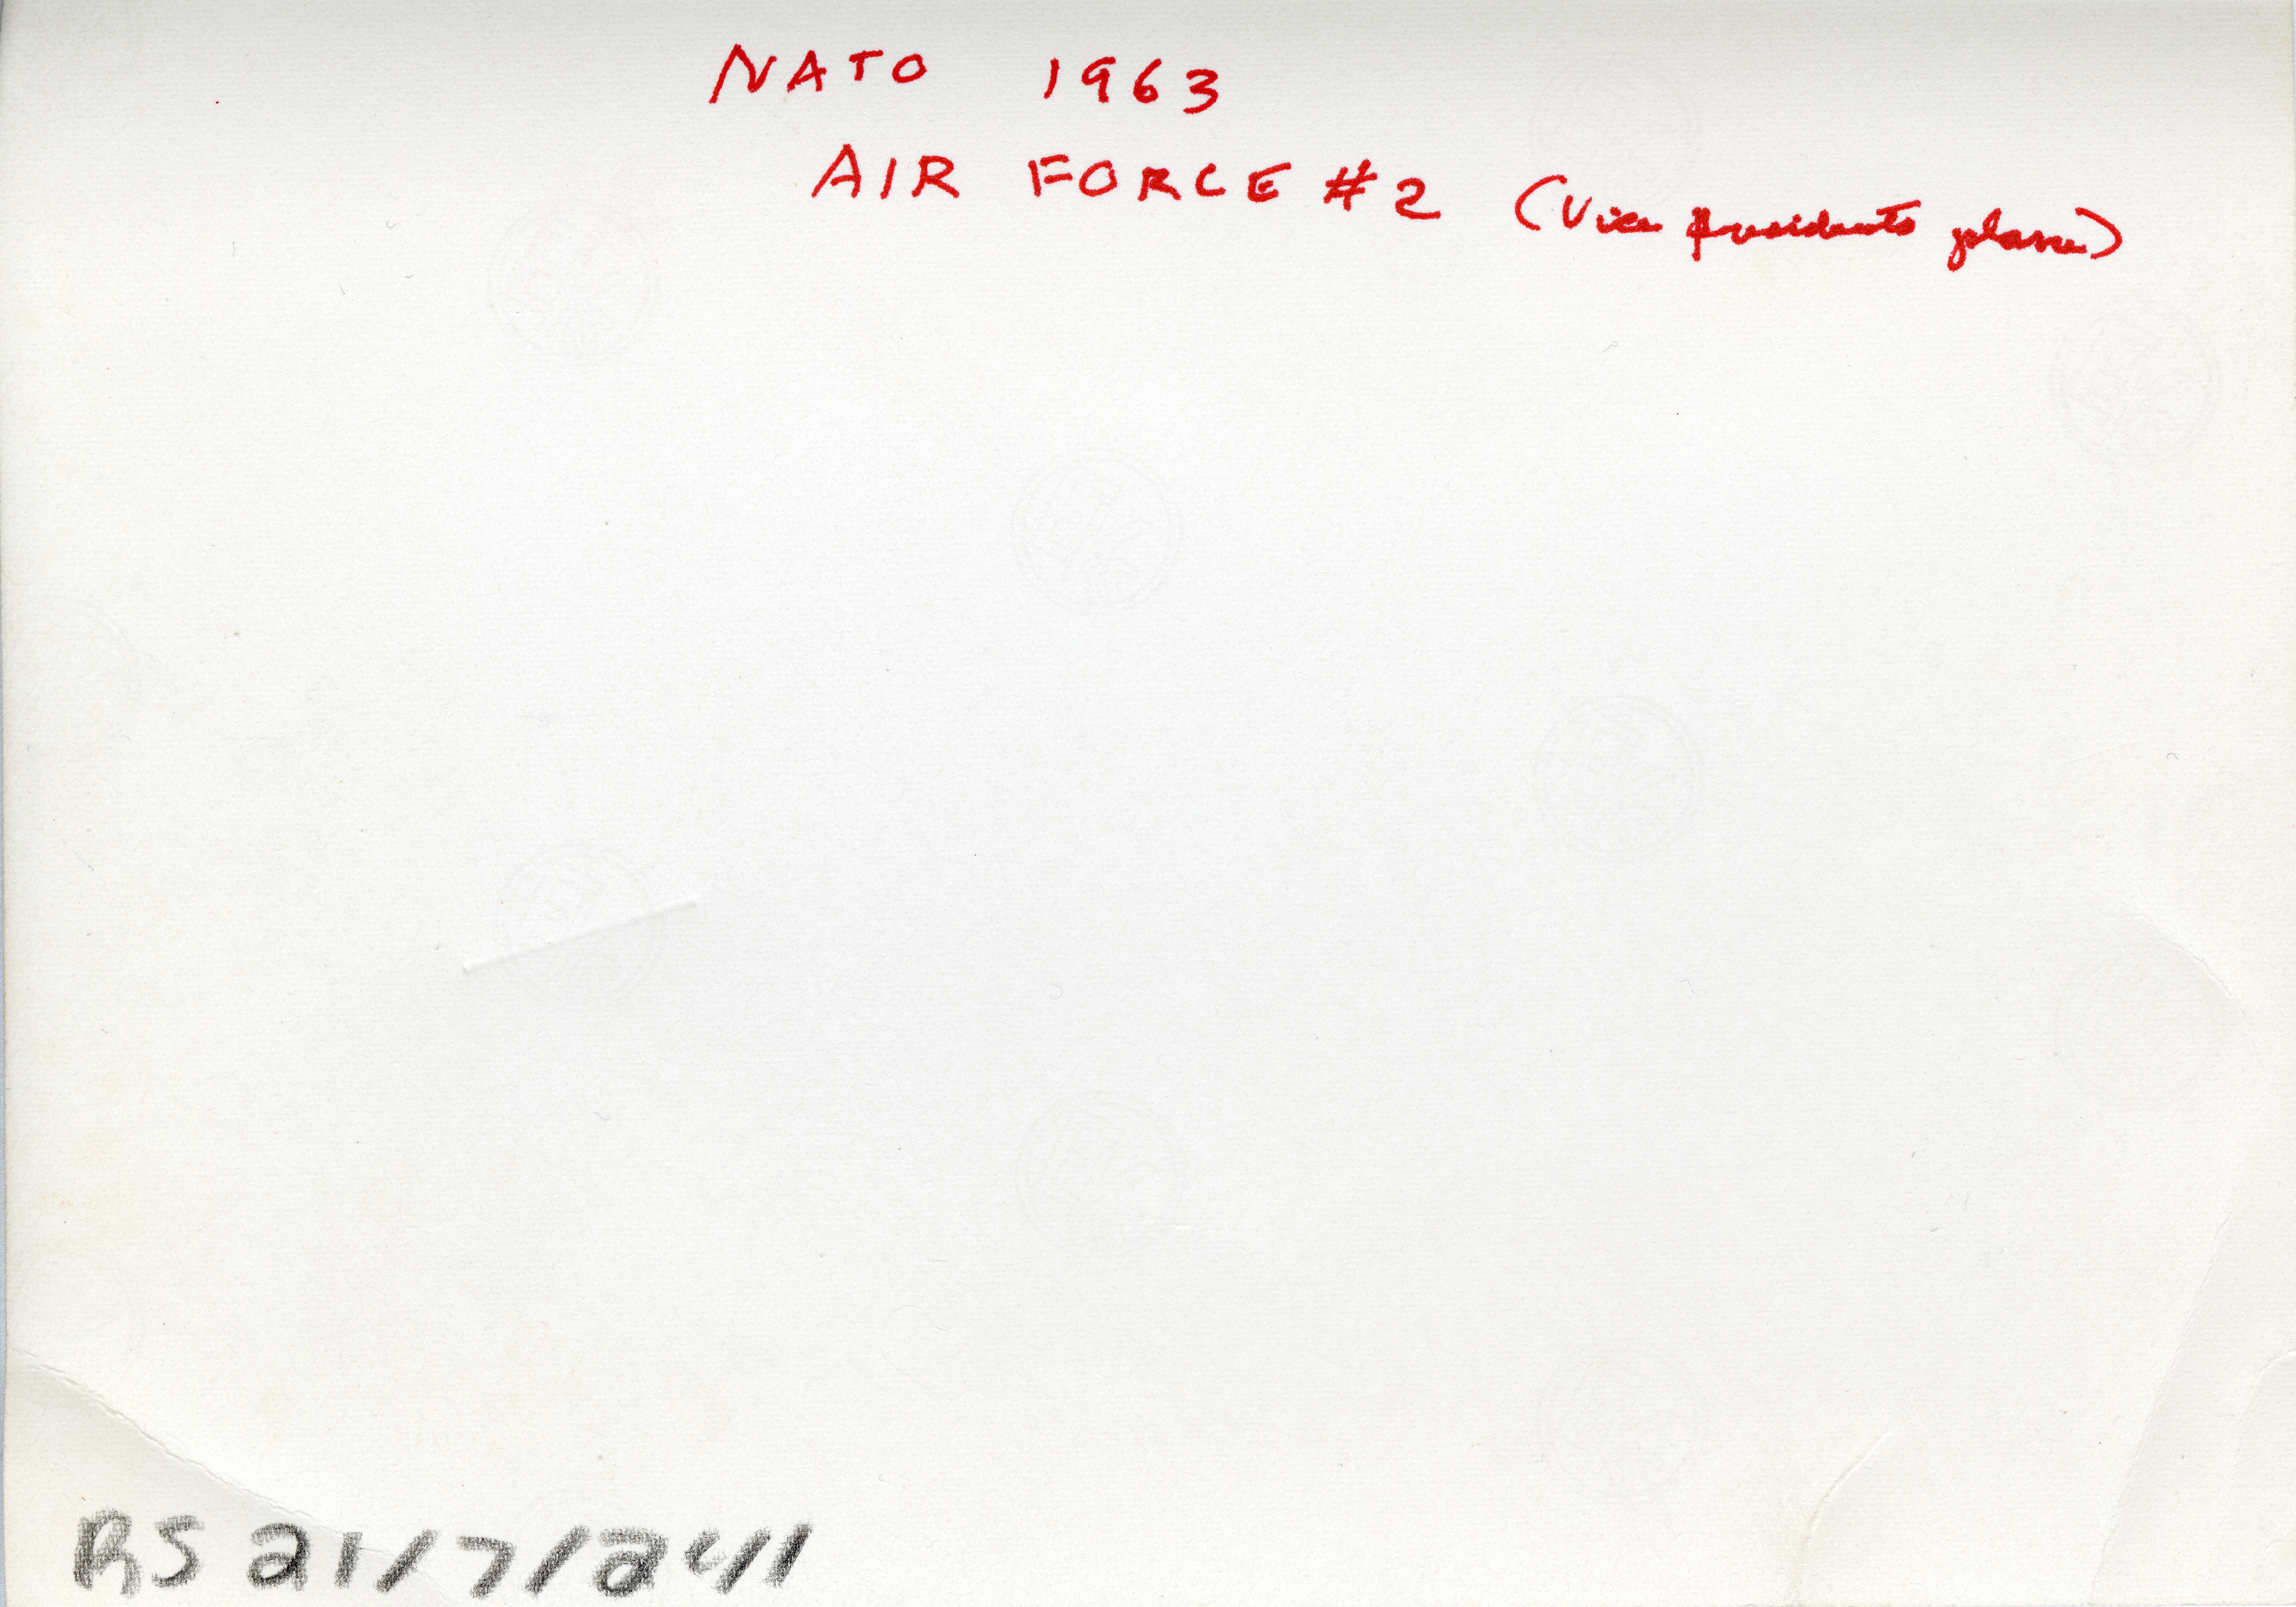 NATO 1963
AIR FORCE #2 (Vice presidents plane)
RS 21/7/241